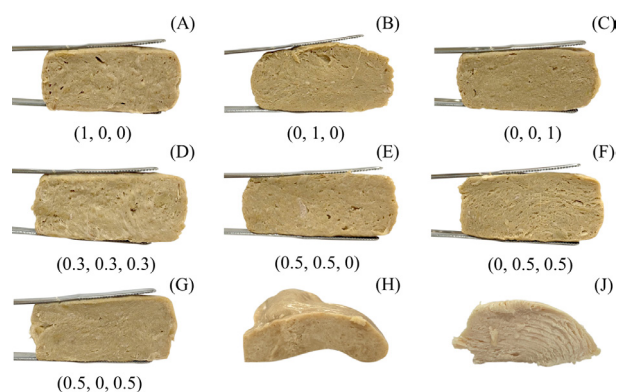 (A) (B) (C)
(1, 0, 0) (0, 1, 0) (0, 0, 1)
(D) (E) (F)
(0.3, 0.3, 0.3) (0.5, 0.5, 0) (0, 0.5, 0.5)
(G) (H) (J)
(0.5, 0, 0.5)